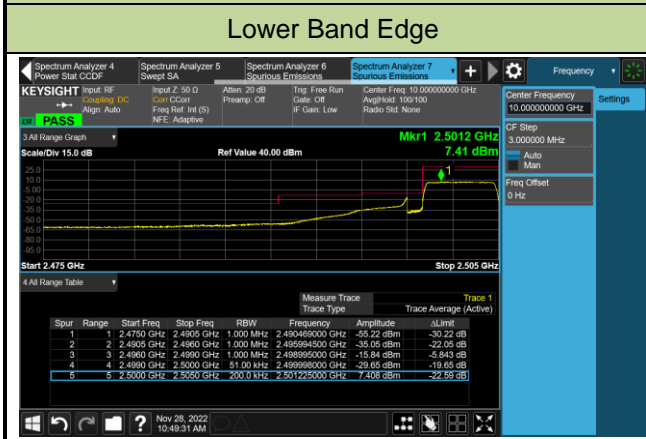 Lower Band Edge
Spectrum Analyzer 4 Power Stat CCDF
Spectrum Analyzer 5 Swept SA
Spectrum Analyzer 6 Spurious Emissions
Spectrum Analyzer 7 Spurious Emissions
Frequency
KEYSIGHT Input: RF Input Z: 50 Ω Atten: 20 dB Trig: Free Run Center Freq: 10.000000000 GHz
Coupling: DC Corr CCorr Preamp: Off Gate: Off Avg|Hold: 100/100
Align: Auto Freq Ref: Int (S) IF Gain: Low Radio Std: None
NFE: Adaptive
PASS
Center Frequency
10.000000000 GHz
Settings
CF Step
3.000000 MHz
Auto
Man
Freq Offset
0 Hz
3 All Range Graph
Mkr1 2.5012 GHz
Scale/Div 15.0 dB Ref Value 40.00 dBm 7.41 dBm
1
25.0
10.0
-5.00
-20.0
-35.0
-50.0
-65.0
-80.0
-95.0
Start 2.475 GHz Stop 2.505 GHz
4 All Range Table
Measure Trace Trace 1
Trace Type Trace Average (Active)
Spur Range Start Freq Stop Freq RBW Frequency Amplitude ΔLimit
1 1 2.4750 GHz 2.4905 GHz 1.000 MHz 2.490469000 GHz -55.22 dBm -30.22 dB
2 2 2.4905 GHz 2.4960 GHz 1.000 MHz 2.495994500 GHz -35.05 dBm -22.05 dB
3 3 2.4960 GHz 2.4990 GHz 1.000 MHz 2.498995000 GHz -15.84 dBm -5.843 dB
4 4 2.4990 GHz 2.5000 GHz 51.00 kHz 2.499998000 GHz -29.65 dBm -19.65 dB
5 5 2.5000 GHz 2.5050 GHz 200.0 kHz 2.501225000 GHz 7.408 dBm -22.59 dB
? Nov 28, 2022
10:49:31 AM